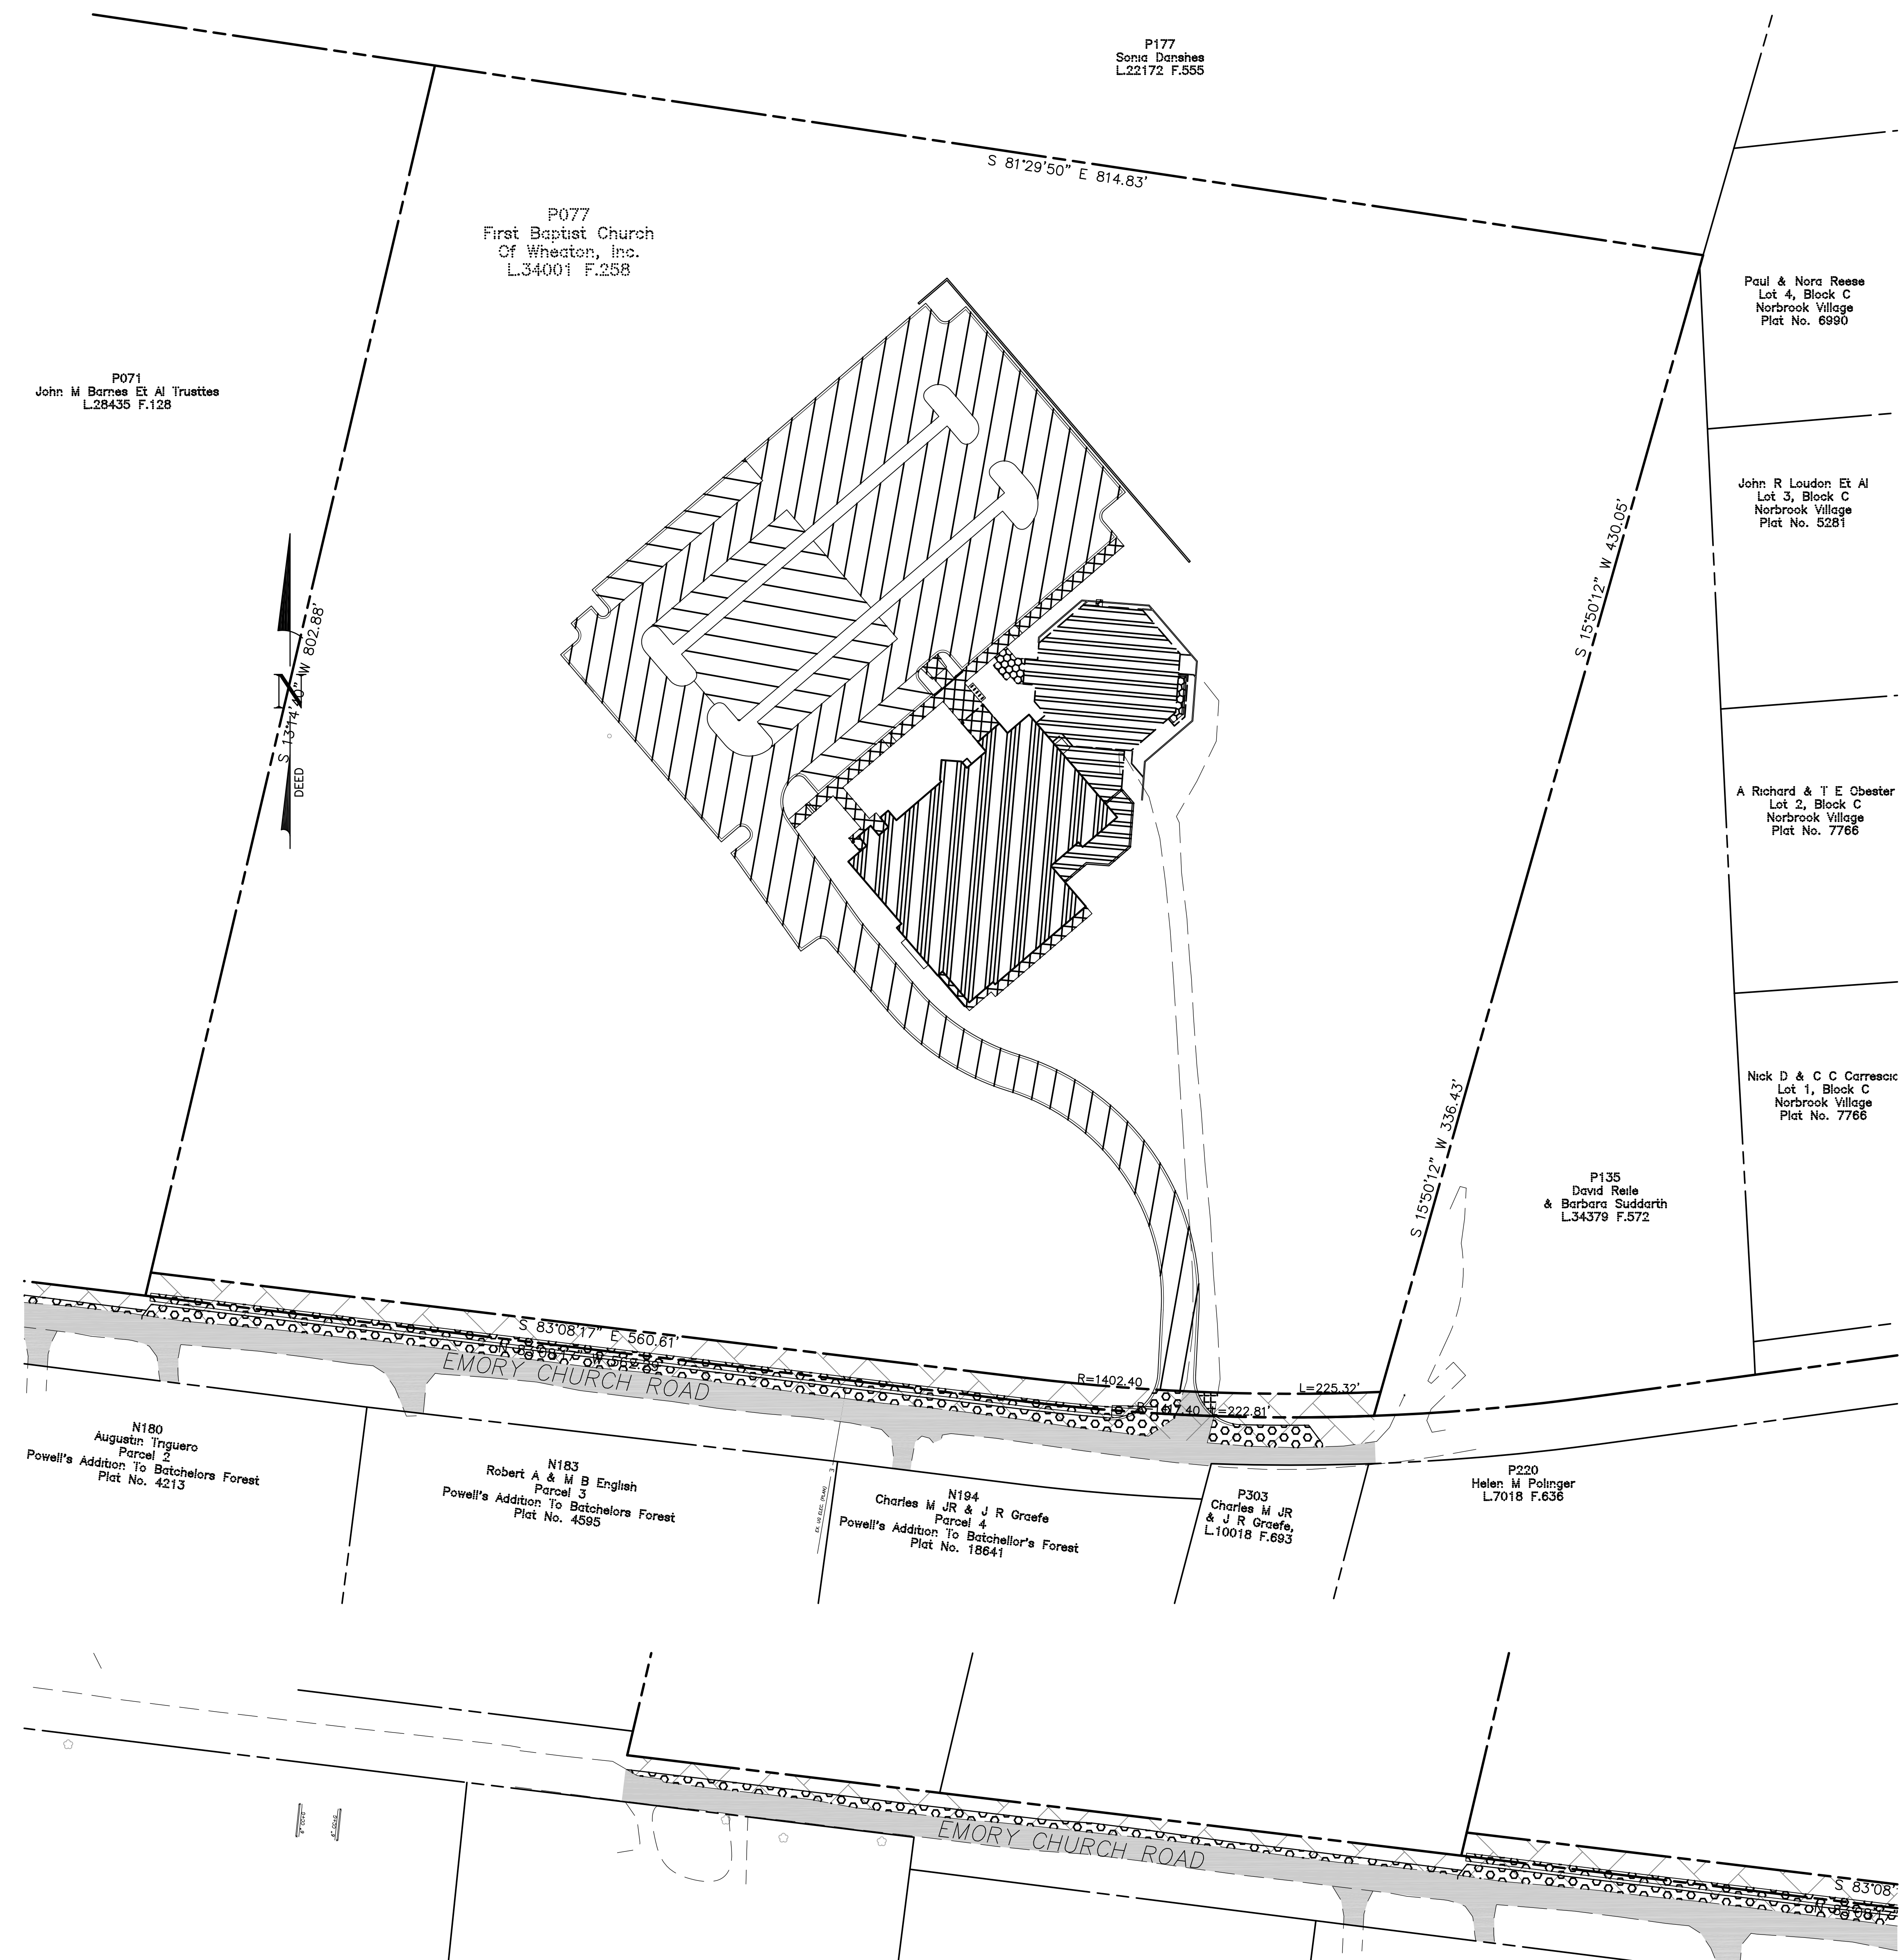 P177
Sonia Danshes
L.22172 F.555
S 81°29'50" E 814.83'
P077
First Baptist Church
Of Wheaton, Inc.
L.34001 F.258
Paul & Nora Reese
Lot 4, Block C
Norbrook Village
Plat No. 6990
P071
John M Barnes Et Al Trusttes
L.28435 F.128
John R Loudon Et Al
Lot 3, Block C
Norbrook Village
Plat No. 5281
S 15°50'12" W 430.05'
S 13°14'40" W 802.88'
N
DEED
A Richard & T E Obester
Lot 2, Block C
Norbrook Village
Plat No. 7766
Nick D & C C Carrescia
Lot 1, Block C
Norbrook Village
Plat No. 7766
S 15°50'12" W 336.43'
P135
David Reile
& Barbara Suddarth
L.34379 F.572
S 83°08'17" E 560.61'
EMORY CHURCH ROAD
R=1402.40
L=225.32'
L=222.81'
N180
Augustin Triguero
Parcel 2
Powell's Addition To Batchelors Forest
Plat No. 4213
N183
Robert A & M B English
Parcel 3
Powell's Addition To Batchelors Forest
Plat No. 4595
EX. UG ELEC. (PLAN)
N194
Charles M JR & J R Graefe
Parcel 4
Powell's Addition To Batchellor's Forest
Plat No. 18641
P303
Charles M JR
& J R Graefe,
L.10018 F.693
P220
Helen M Polinger
L.7018 F.636
EMORY CHURCH ROAD
S 83°08'